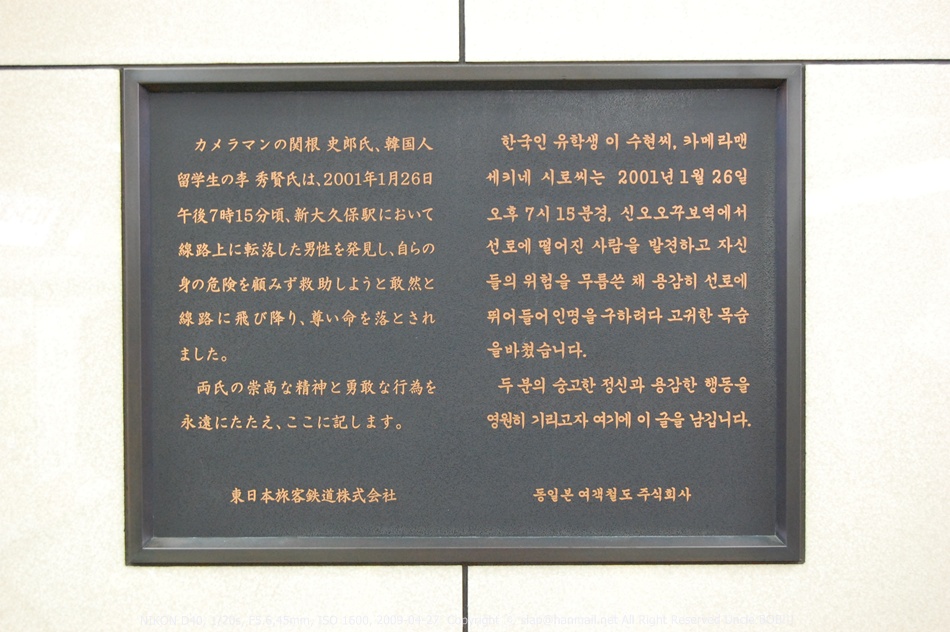 カメラマンの関根 史郎氏、韓国人
留学生の李 秀賢氏は、2001年1月26日
午後7時15分頃、新大久保駅において
線路上に転落した男性を発見し、自らの
身の危険を顧みず救助しようと敢然と
線路に飛び降り、尊い命を落とされ
ました。
両氏の崇高な精神と勇敢な行為を
永遠にたたえ、ここに記します。
東日本旅客鉄道株式会社
한국인 유학생 이 수현씨, 카메라맨
세키네 시로씨는 2001년 1월 26일
오후 7시 15분경, 신오오꾸보역에서
선로에 떨어진 사람을 발견하고 자신
들의 위험을 무릅쓴 채 용감히 선로에
뛰어들어 인명을 구하려다 고귀한 목숨
을바쳤습니다.
두 분의 숭고한 정신과 용감한 행동을
영원히 기리고자 여기에 이 글을 남깁니다.
동일본 여객철도 주식회사